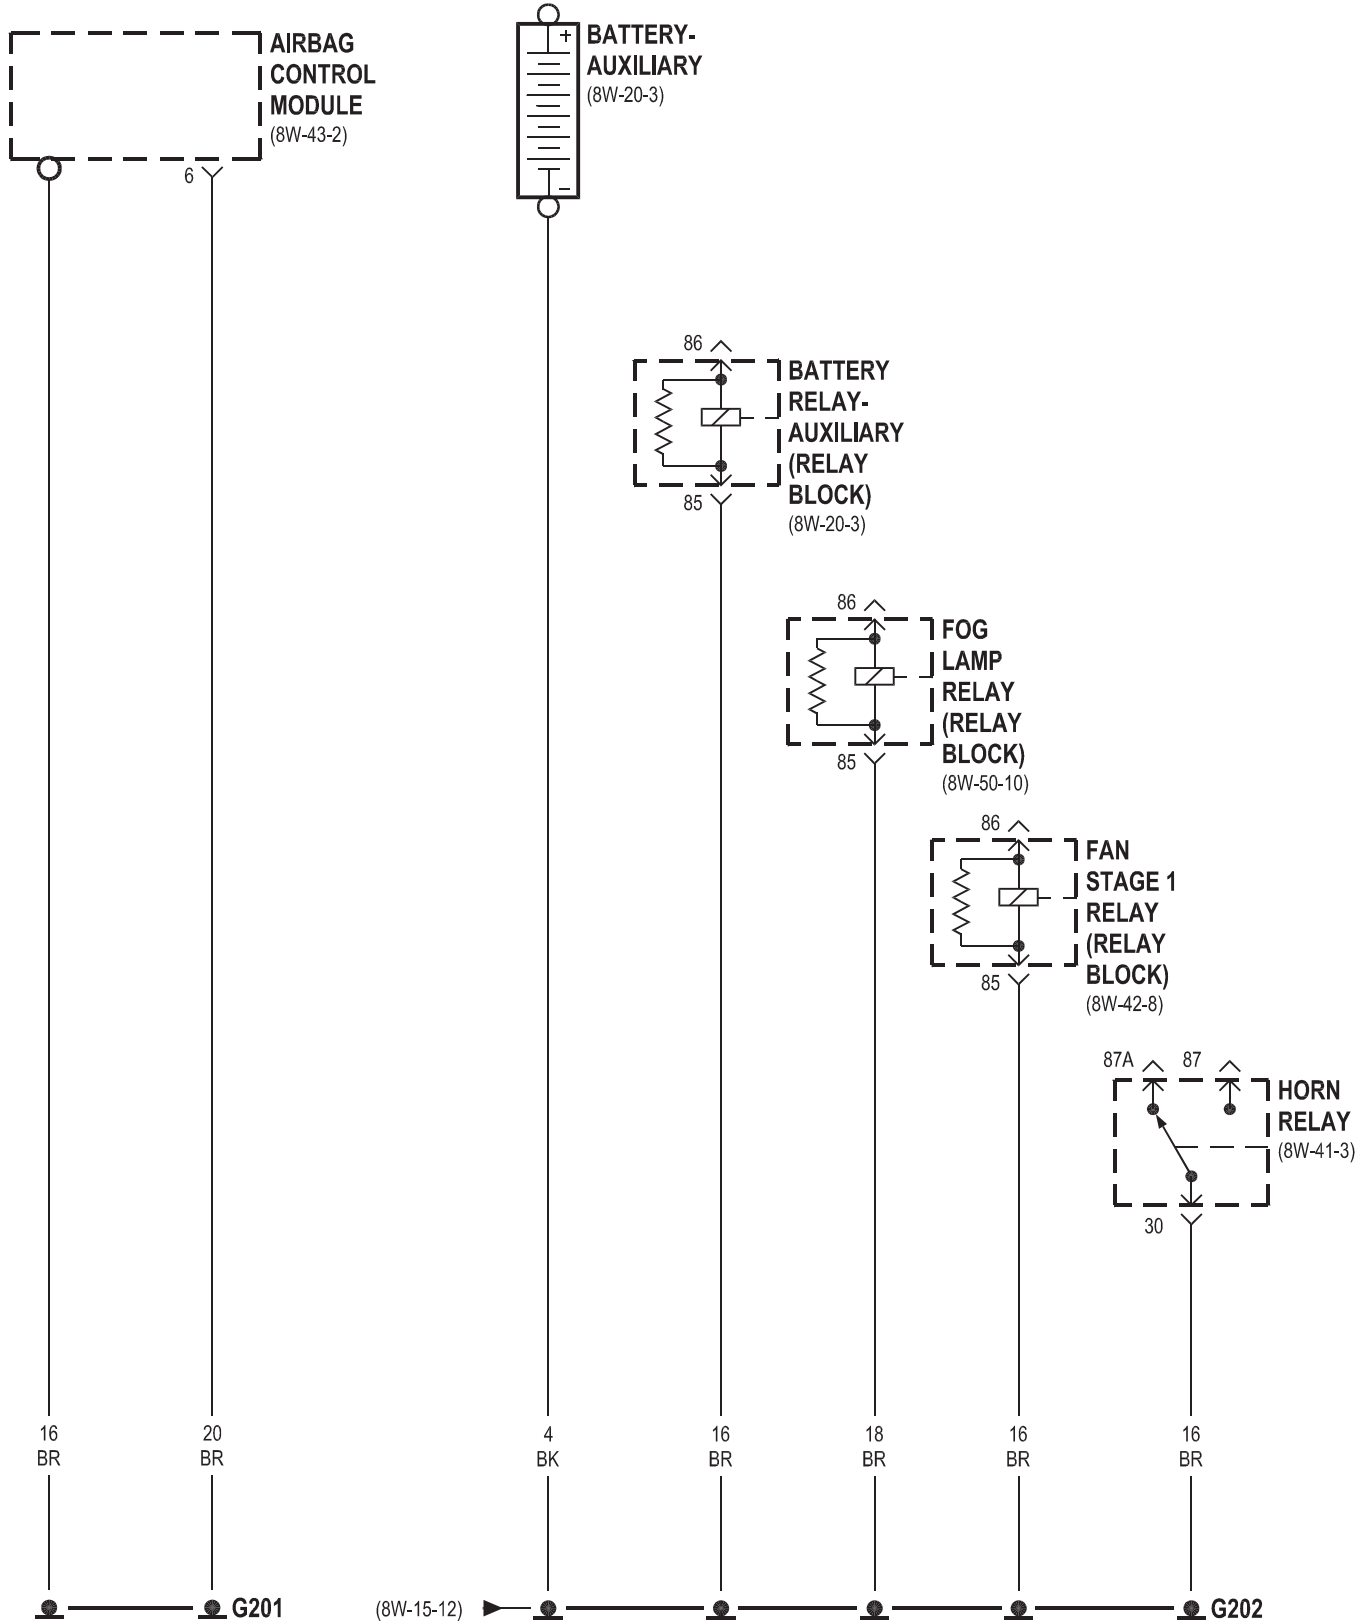 AIRBAG
CONTROL
MODULE
(8W-43-2)
6
+
BATTERY-
AUXILIARY
(8W-20-3)
–
86
BATTERY
RELAY-
AUXILIARY
(RELAY
BLOCK)
(8W-20-3)
85
86
FOG
LAMP
RELAY
(RELAY
BLOCK)
(8W-50-10)
85
86
FAN
STAGE 1
RELAY
(RELAY
BLOCK)
(8W-42-8)
85
87A 87
HORN
RELAY
(8W-41-3)
30
16 20 4 16 18 16 16
BR BR BK BR BR BR BR
G201 (8W-15-12) G202